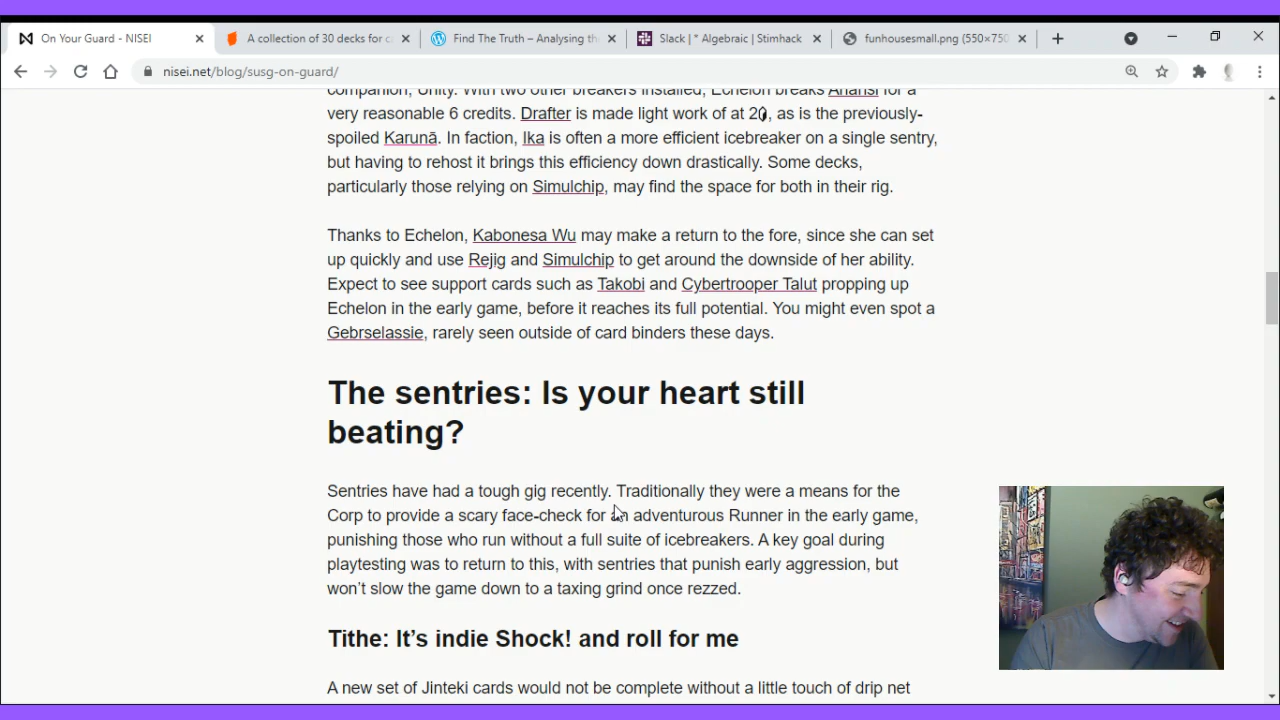 On Your Guard - NISEI
A collection of 30 decks for c
Find The Truth – Analysing th
Slack | * Algebraic | Stimhack
funhousesmall.png (550×750
nisei.net/blog/susg-on-guard/
companion, Unity. With two other breakers installed, Echelon breaks Anansi for a
very reasonable 6 credits. Drafter is made light work of at 2, as is the previously-
spoiled Karunā. In faction, Ika is often a more efficient icebreaker on a single sentry,
but having to rehost it brings this efficiency down drastically. Some decks,
particularly those relying on Simulchip, may find the space for both in their rig.
Thanks to Echelon, Kabonesa Wu may make a return to the fore, since she can set
up quickly and use Rejig and Simulchip to get around the downside of her ability.
Expect to see support cards such as Takobi and Cybertrooper Talut propping up
Echelon in the early game, before it reaches its full potential. You might even spot a
Gebrselassie, rarely seen outside of card binders these days.
The sentries: Is your heart still
beating?
Sentries have had a tough gig recently. Traditionally they were a means for the
Corp to provide a scary face-check for an adventurous Runner in the early game,
punishing those who run without a full suite of icebreakers. A key goal during
playtesting was to return to this, with sentries that punish early aggression, but
won't slow the game down to a taxing grind once rezzed.
Tithe: It's indie Shock! and roll for me
A new set of Jinteki cards would not be complete without a little touch of drip net